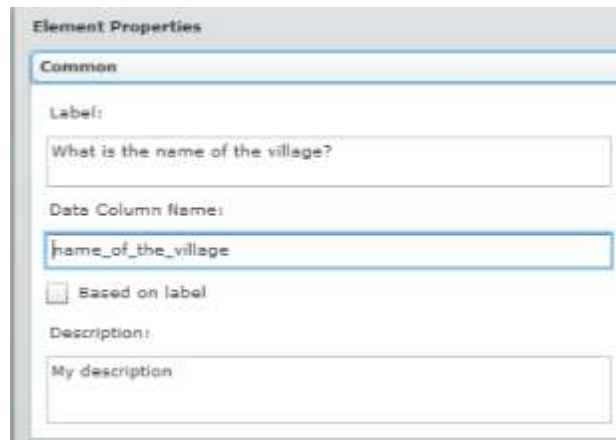 Element Properties
Common
Label:
What is the name of the village?
Data Column Name:
name_of_the_village
Based on label
Description:
My description